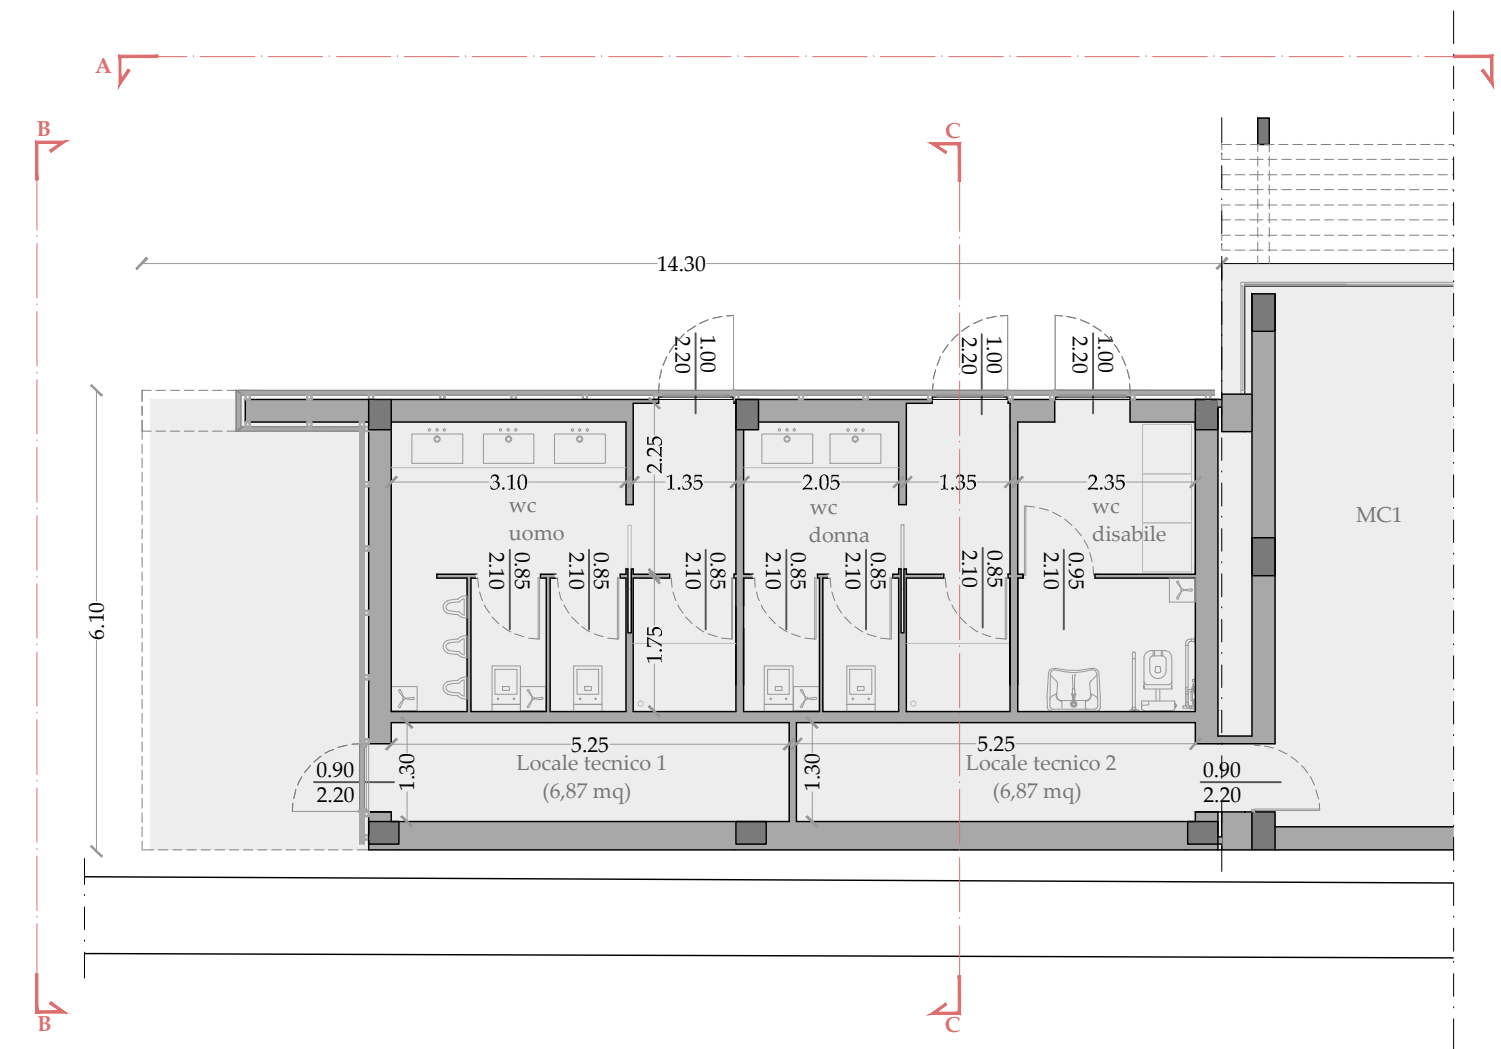 A
B
C
14.30
1.00
2.20
1.00
2.20
1.00
2.20
6.10
2.25
3.10
1.35
2.05
1.35
2.35
wc
uomo
wc
donna
wc
disabile
MC1
0.85
2.10
0.85
2.10
0.85
2.10
0.85
2.10
0.85
2.10
0.85
2.10
0.95
2.10
1.75
5.25
5.25
1.30
Locale tecnico 1
(6,87 mq)
1.30
Locale tecnico 2
(6,87 mq)
0.90
2.20
0.90
2.20
B
C